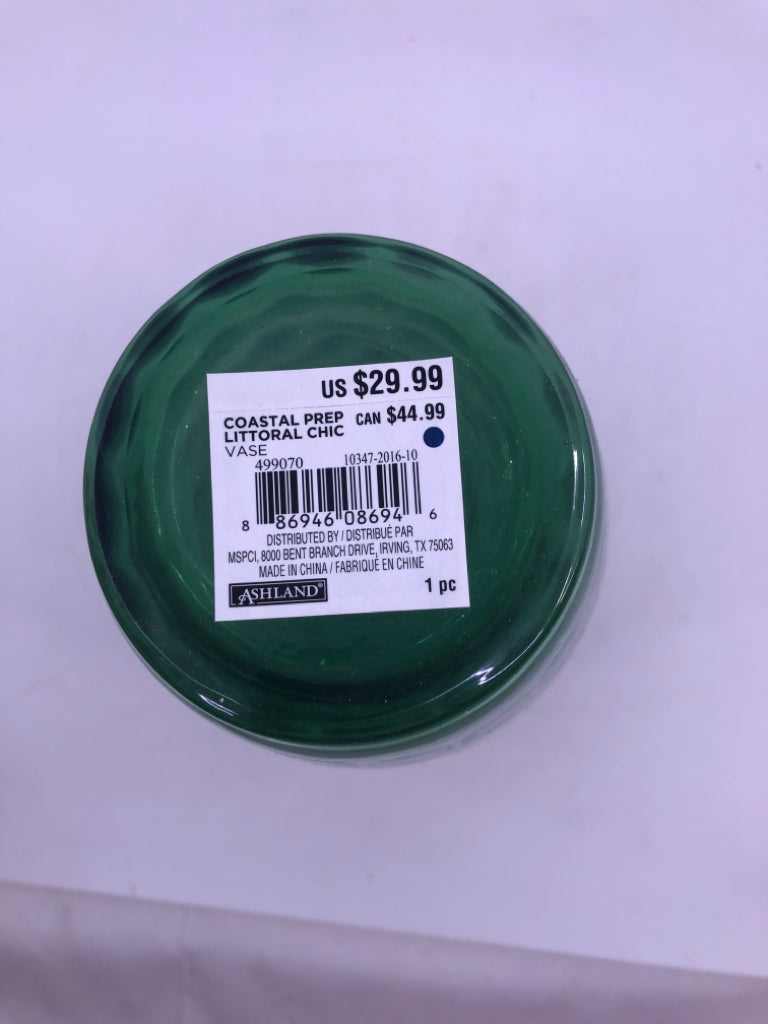 US $29.99
COASTAL PREP CAN $44.99
LITTORAL CHIC
VASE
499070 10347-2016-10
8 86946 08694 6
DISTRIBUTED BY / DISTRIBUÉ PAR
MSPCI, 8000 BENT BRANCH DRIVE, IRVING, TX 75063
MADE IN CHINA / FABRIQUÉ EN CHINE
ASHLAND® 1 pc